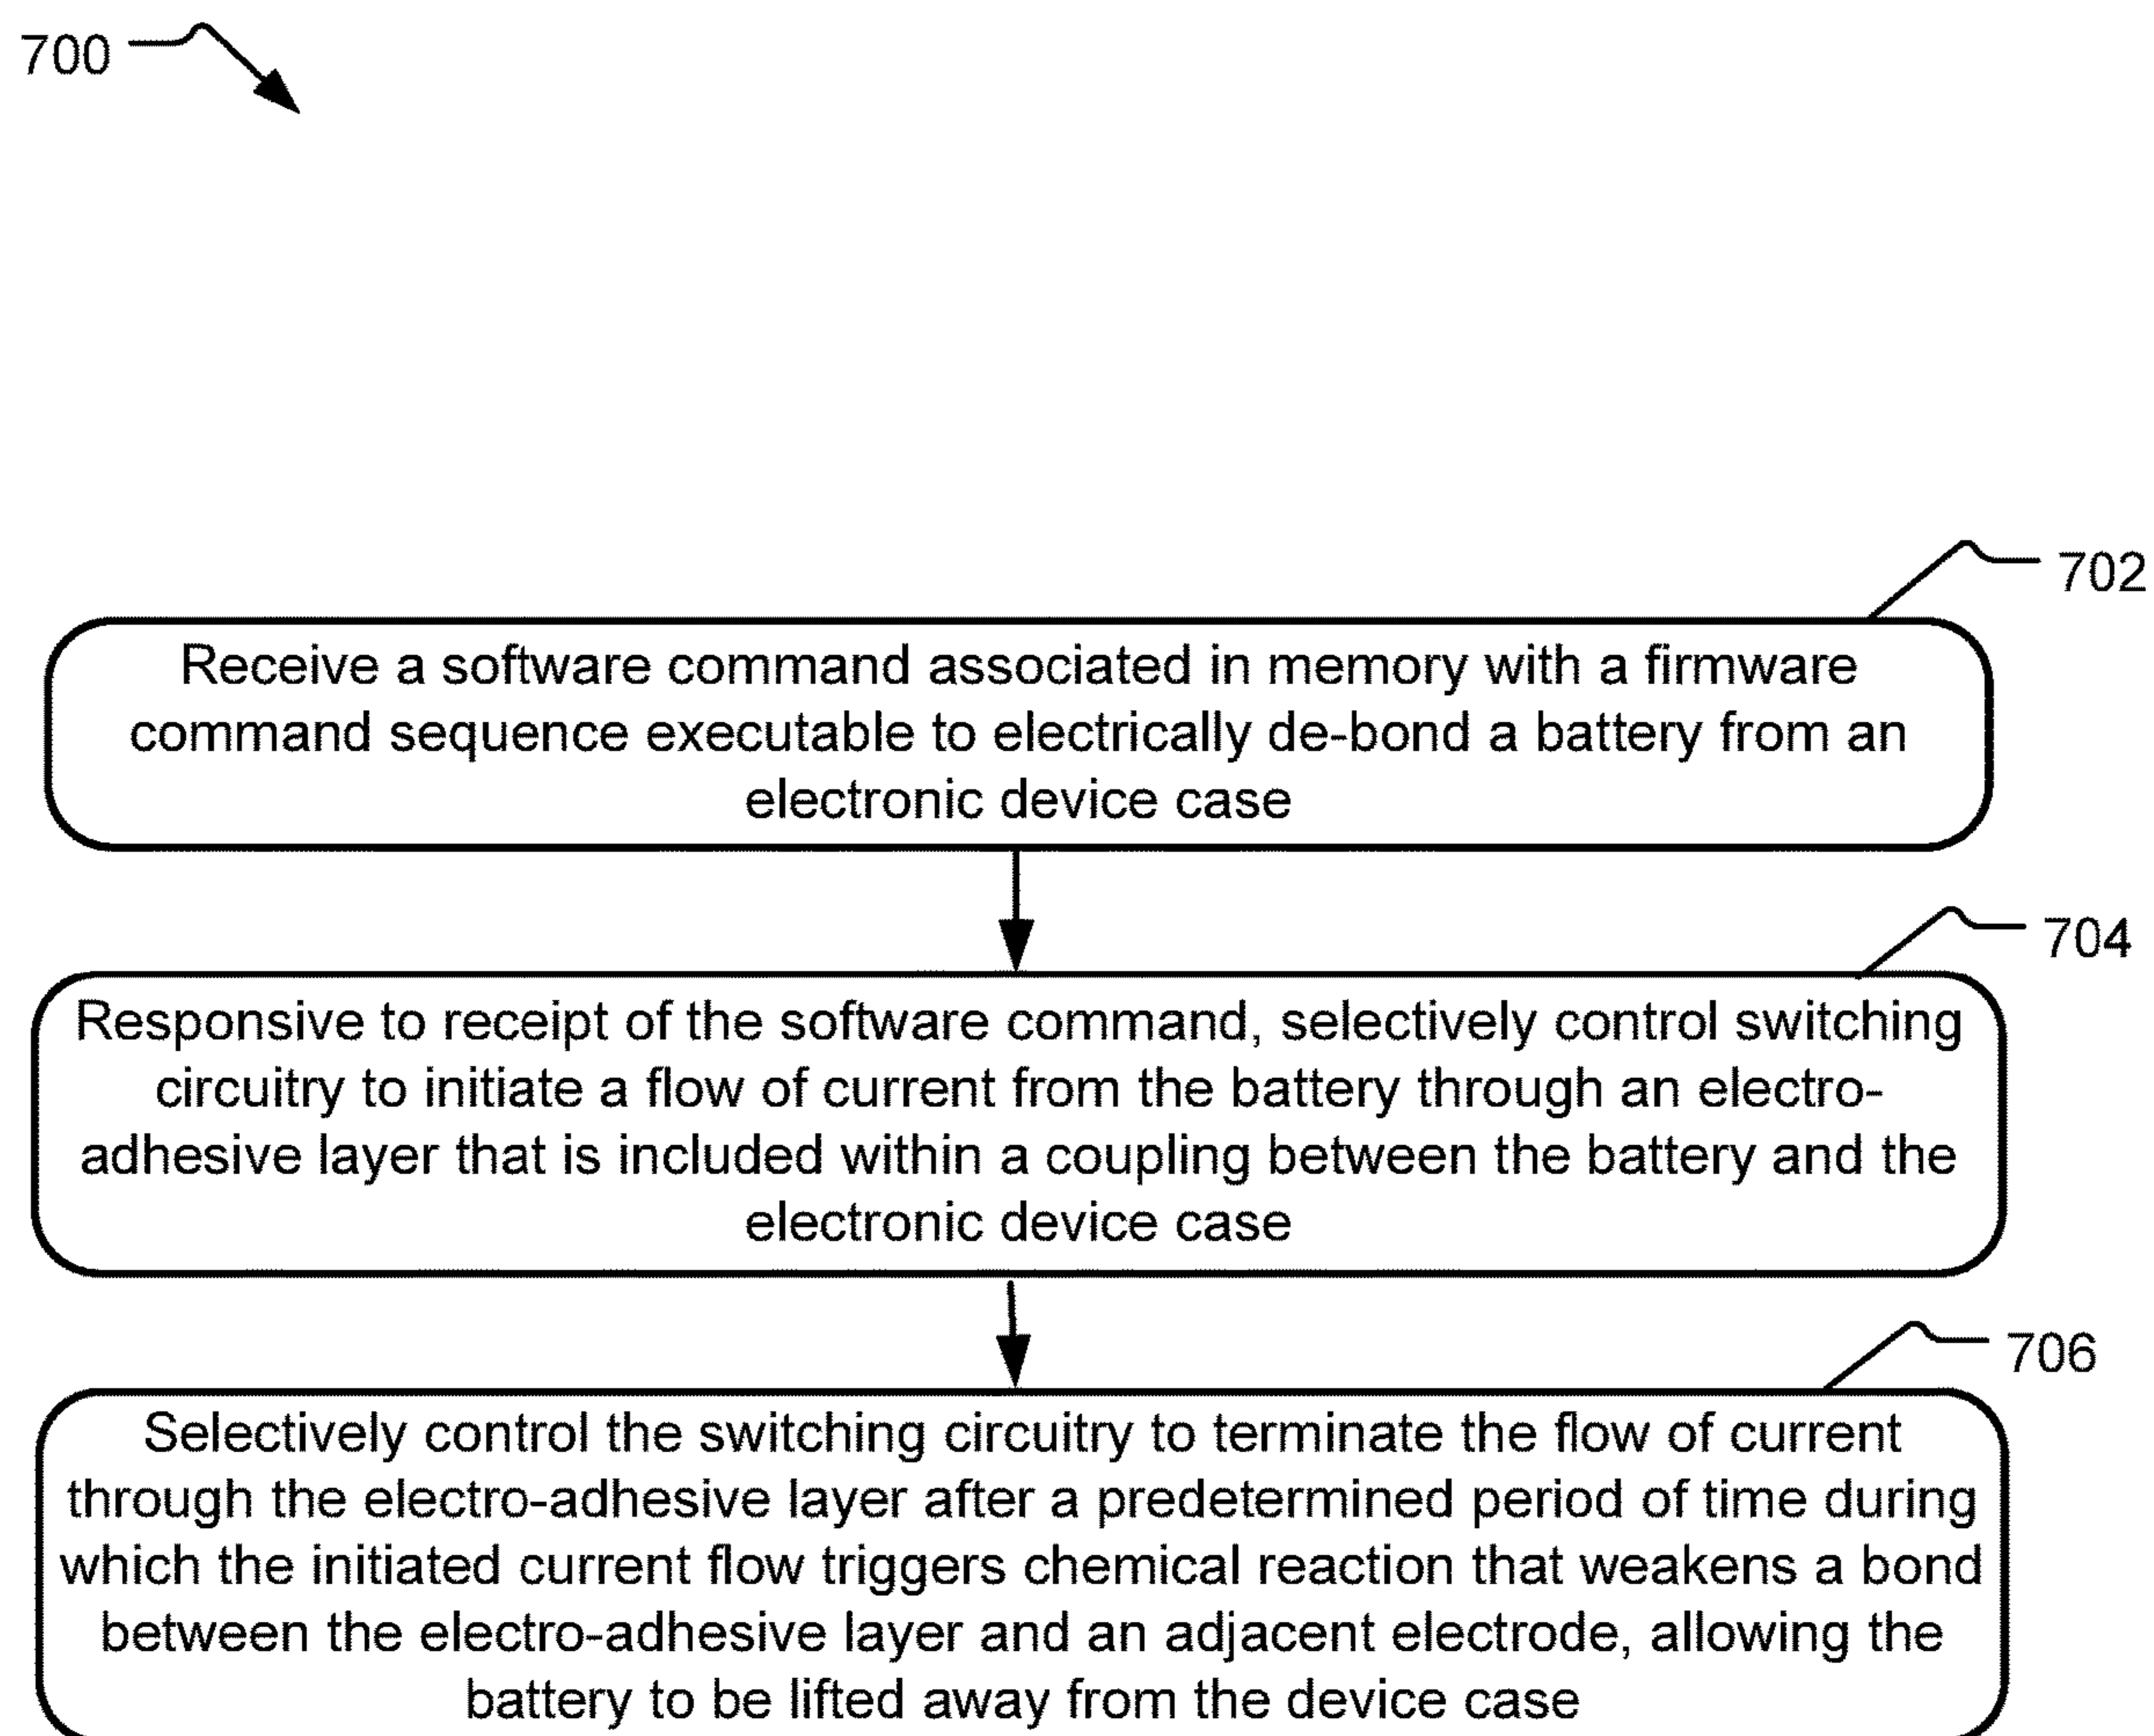 700
702
Receive a software command associated in memory with a firmware
command sequence executable to electrically de-bond a battery from an
electronic device case
704
Responsive to receipt of the software command, selectively control switching
circuitry to initiate a flow of current from the battery through an electro-
adhesive layer that is included within a coupling between the battery and the
electronic device case
706
Selectively control the switching circuitry to terminate the flow of current
through the electro-adhesive layer after a predetermined period of time during
which the initiated current flow triggers chemical reaction that weakens a bond
between the electro-adhesive layer and an adjacent electrode, allowing the
battery to be lifted away from the device case